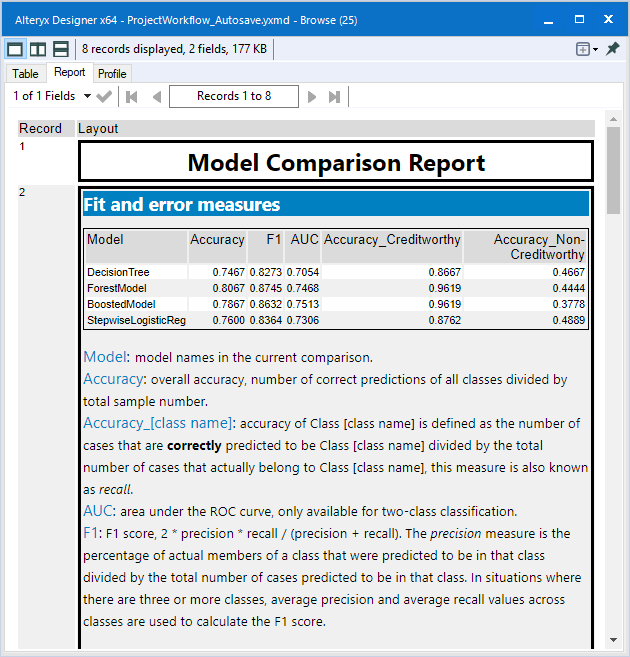 Alteryx Designer x64 - ProjectWorkflow_Autosave.yxmd - Browse (25)
8 records displayed, 2 fields, 177 KB
Table Report Profile
1 of 1 Fields Records 1 to 8
Record Layout
1 Model Comparison Report
2 Fit and error measures
Model Accuracy F1 AUC Accuracy_Creditworthy Accuracy_Non-
Creditworthy
DecisionTree 0.7467 0.8273 0.7054 0.8667 0.4667
ForestModel 0.8067 0.8745 0.7468 0.9619 0.4444
BoostedModel 0.7867 0.8632 0.7513 0.9619 0.3778
StepwiseLogisticReg 0.7600 0.8364 0.7306 0.8762 0.4889
Model: model names in the current comparison.
Accuracy: overall accuracy, number of correct predictions of all classes divided by
total sample number.
Accuracy_[class name]: accuracy of Class [class name] is defined as the number of
cases that are correctly predicted to be Class [class name] divided by the total
number of cases that actually belong to Class [class name], this measure is also known
as recall.
AUC: area under the ROC curve, only available for two-class classification.
F1: F1 score, 2 * precision * recall / (precision + recall). The precision measure is the
percentage of actual members of a class that were predicted to be in that class
divided by the total number of cases predicted to be in that class. In situations where
there are three or more classes, average precision and average recall values across
classes are used to calculate the F1 score.